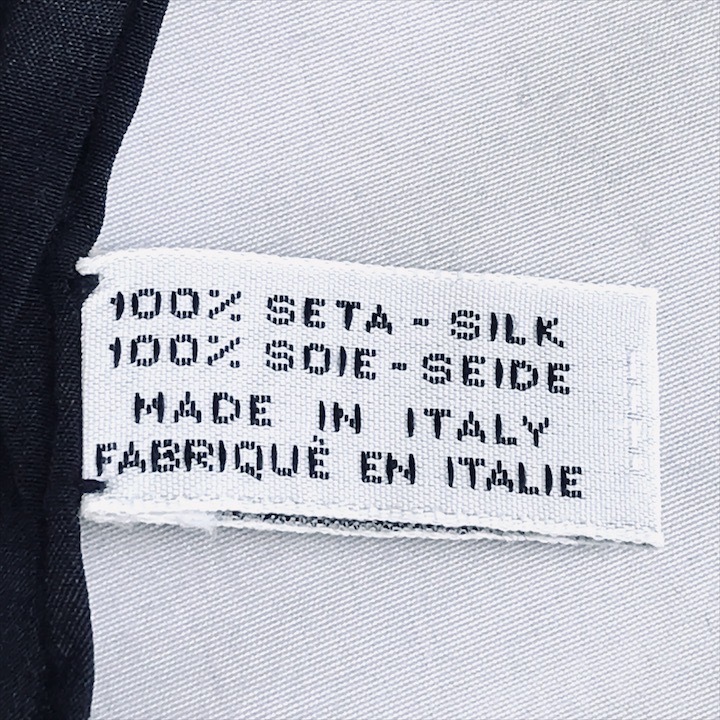 100% SETA - SILK
100% SOIE - SEIDE
MADE IN ITALY
FABRIQUÉ EN ITALIE